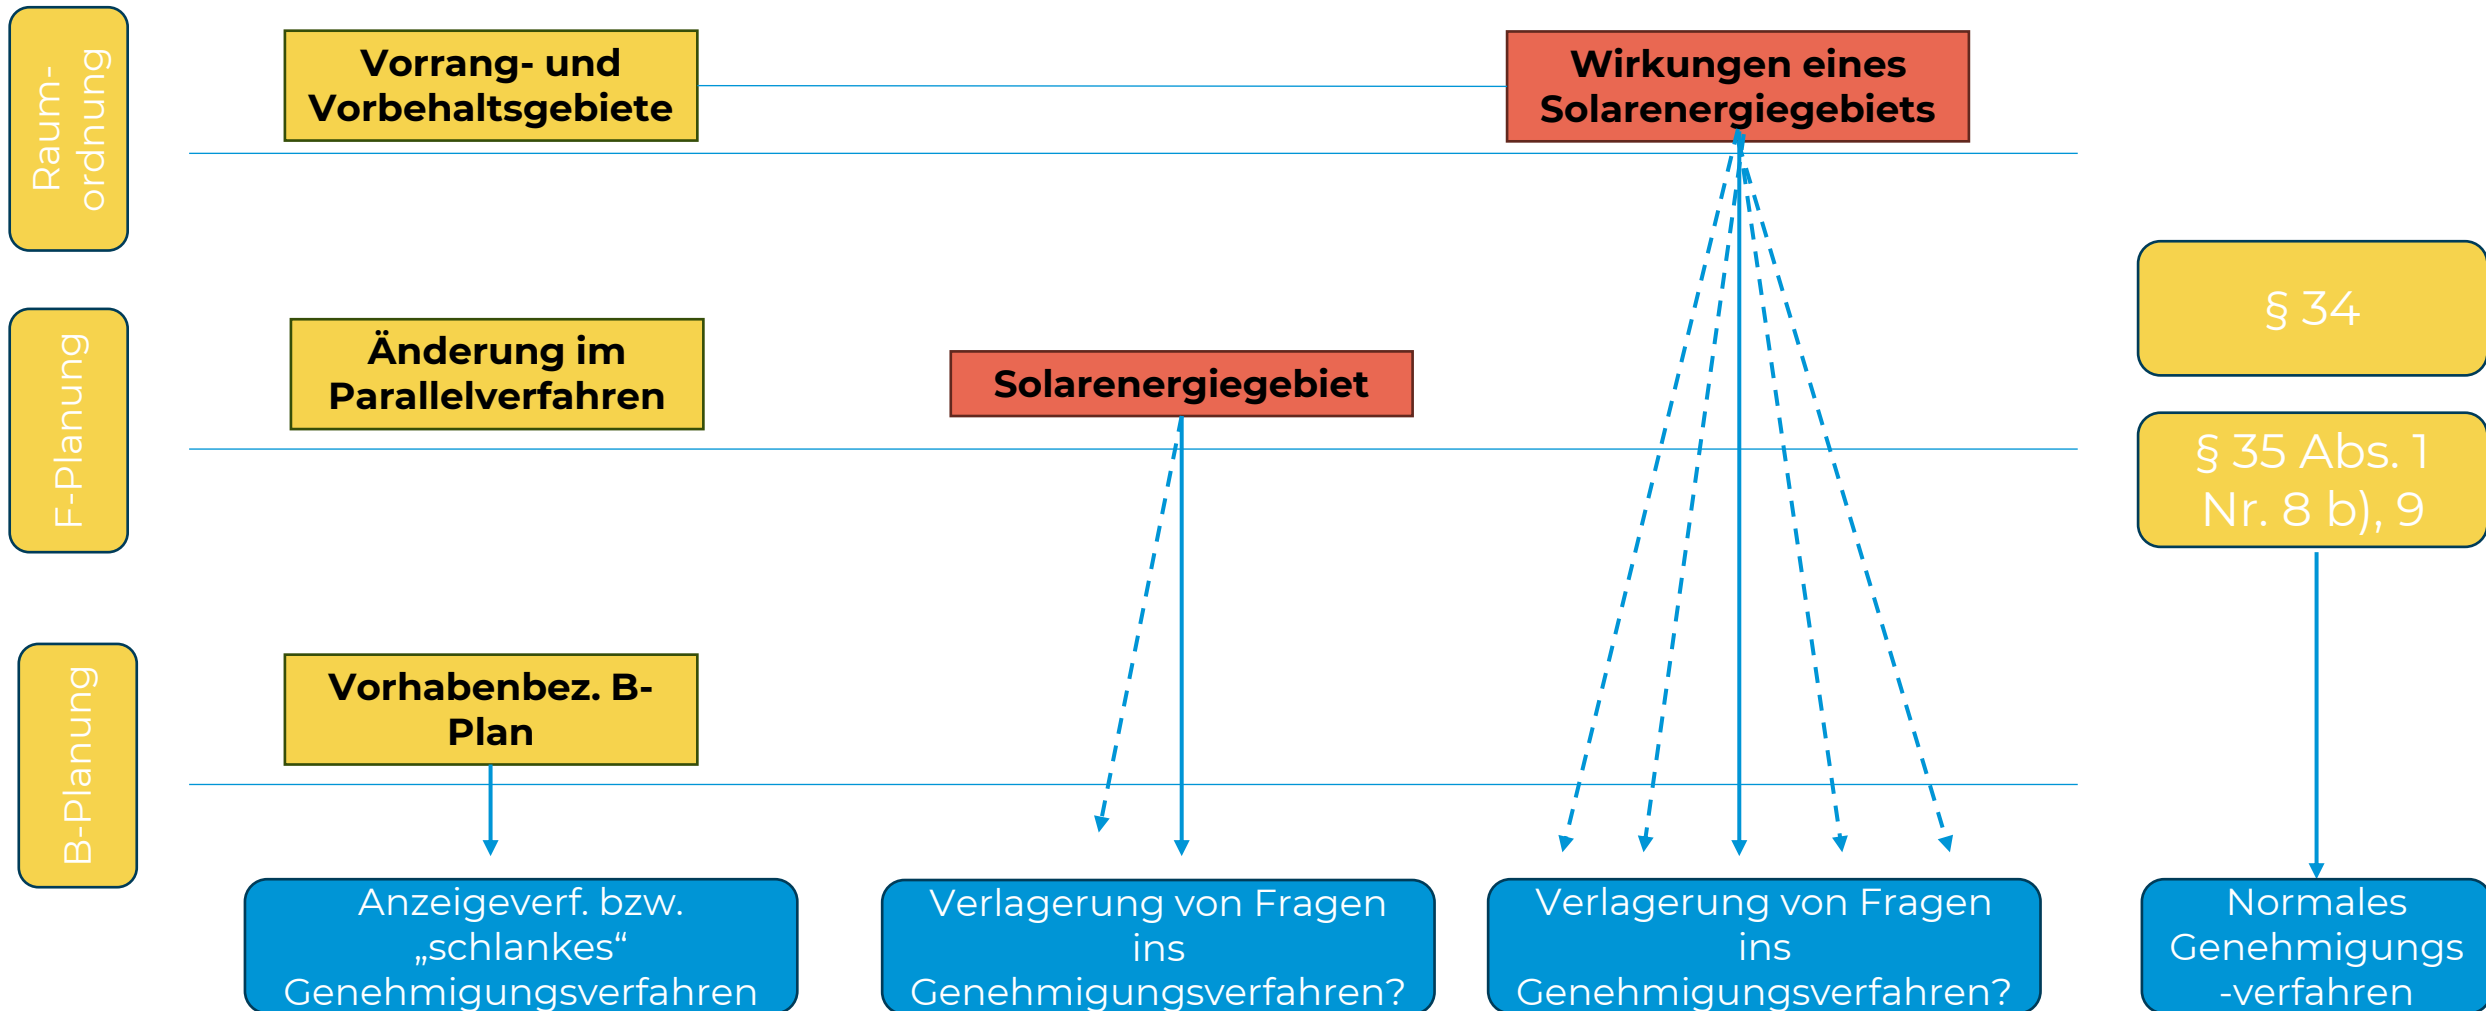 Raum-
ordnung
Vorrang- und
Vorbehaltsgebiete
Wirkungen eines
Solarenergiegebiets
F-Planung
Änderung im
Parallelverfahren
Solarenergiegebiet
§ 34
§ 35 Abs. 1
Nr. 8 b), 9
B-Planung
Vorhabenbez. B-
Plan
Anzeigeverf. bzw.
„schlankes“
Genehmigungsverfahren
Verlagerung von Fragen
ins
Genehmigungsverfahren?
Verlagerung von Fragen
ins
Genehmigungsverfahren?
Normales
Genehmigungs
-verfahren